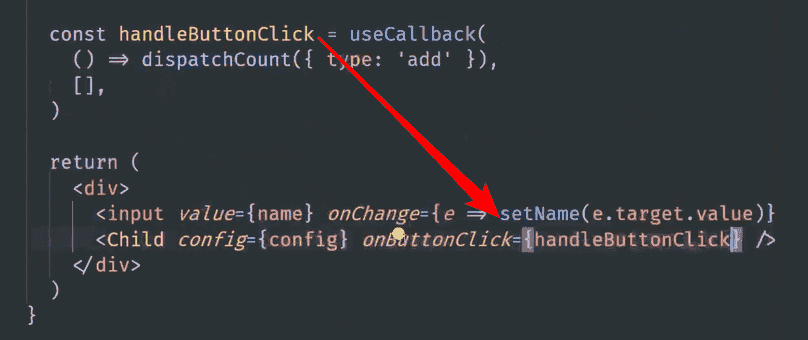 const handleButtonClick = useCallback(
() => dispatchCount({ type: 'add' }),
[],
)
return (
<div>
<input value={name} onChange={e => setName(e.target.value)}
<Child config={config} onButtonClick={handleButtonClick} />
</div>
)
}